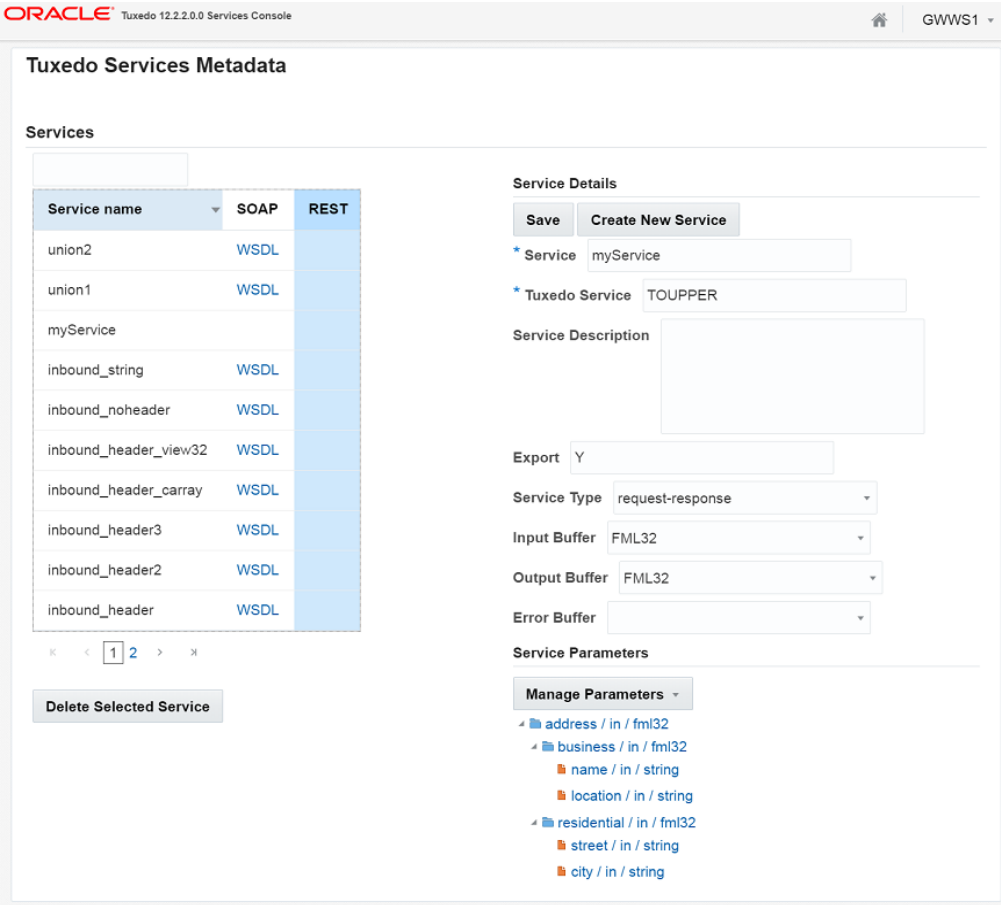 ORACLE® Tuxedo 12.2.2.0.0 Services Console
GWWS1
Tuxedo Services Metadata
Services
Service name SOAP REST
union2 WSDL
union1 WSDL
myService
inbound_string WSDL
inbound_noheader WSDL
inbound_header_view32 WSDL
inbound_header_carray WSDL
inbound_header3 WSDL
inbound_header2 WSDL
inbound_header WSDL
1 2
Delete Selected Service
Service Details
Save Create New Service
* Service myService
* Tuxedo Service TOUPPER
Service Description
Export Y
Service Type request-response
Input Buffer FML32
Output Buffer FML32
Error Buffer
Service Parameters
Manage Parameters
address / in / fml32
business / in / fml32
name / in / string
location / in / string
residential / in / fml32
street / in / string
city / in / string